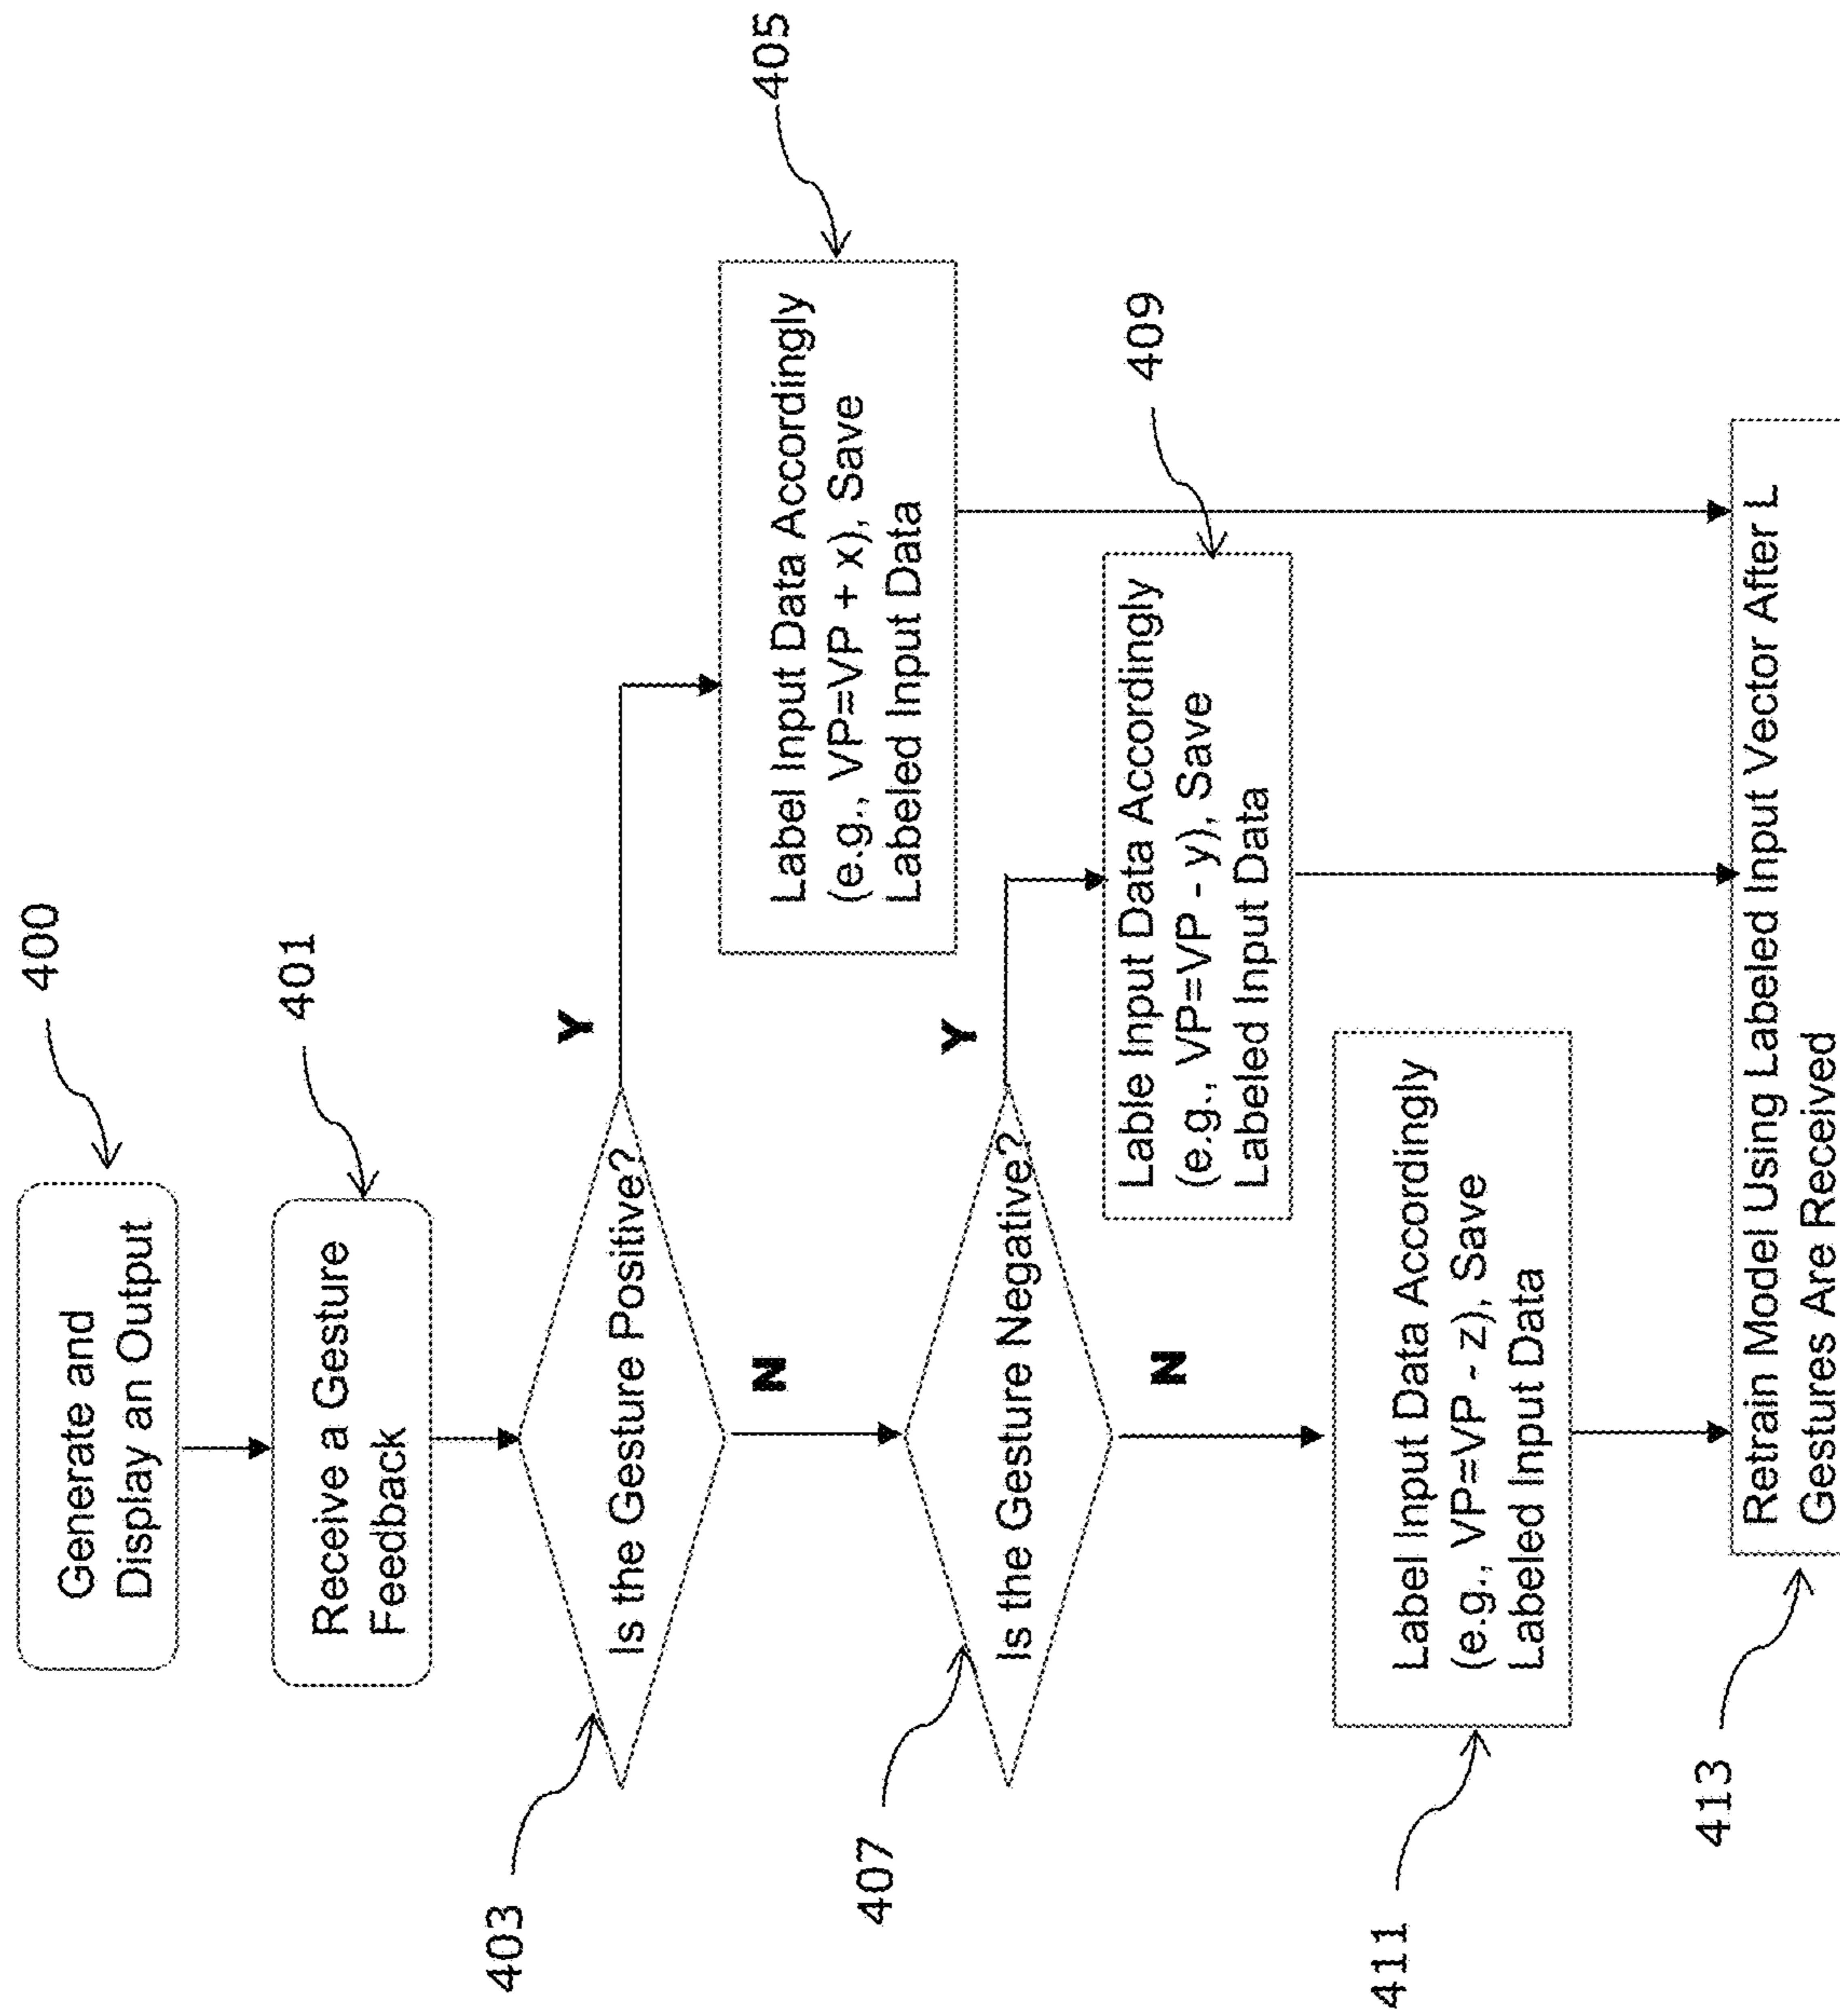 400
Generate and
Display an Output
401
Receive a Gesture
Feedback
403
Is the Gesture Positive?
Y
N
405
Label Input Data Accordingly
(e.g., VP=VP + x), Save
Labeled Input Data
407
Is the Gesture Negative?
Y
N
409
Lable Input Data Accordingly
(e.g., VP=VP - y), Save
Labeled Input Data
411
Label Input Data Accordingly
(e.g., VP=VP ~ z), Save
Labeled Input Data
413
Retrain Model Using Labeled Input Vector After L
Gestures Are Received